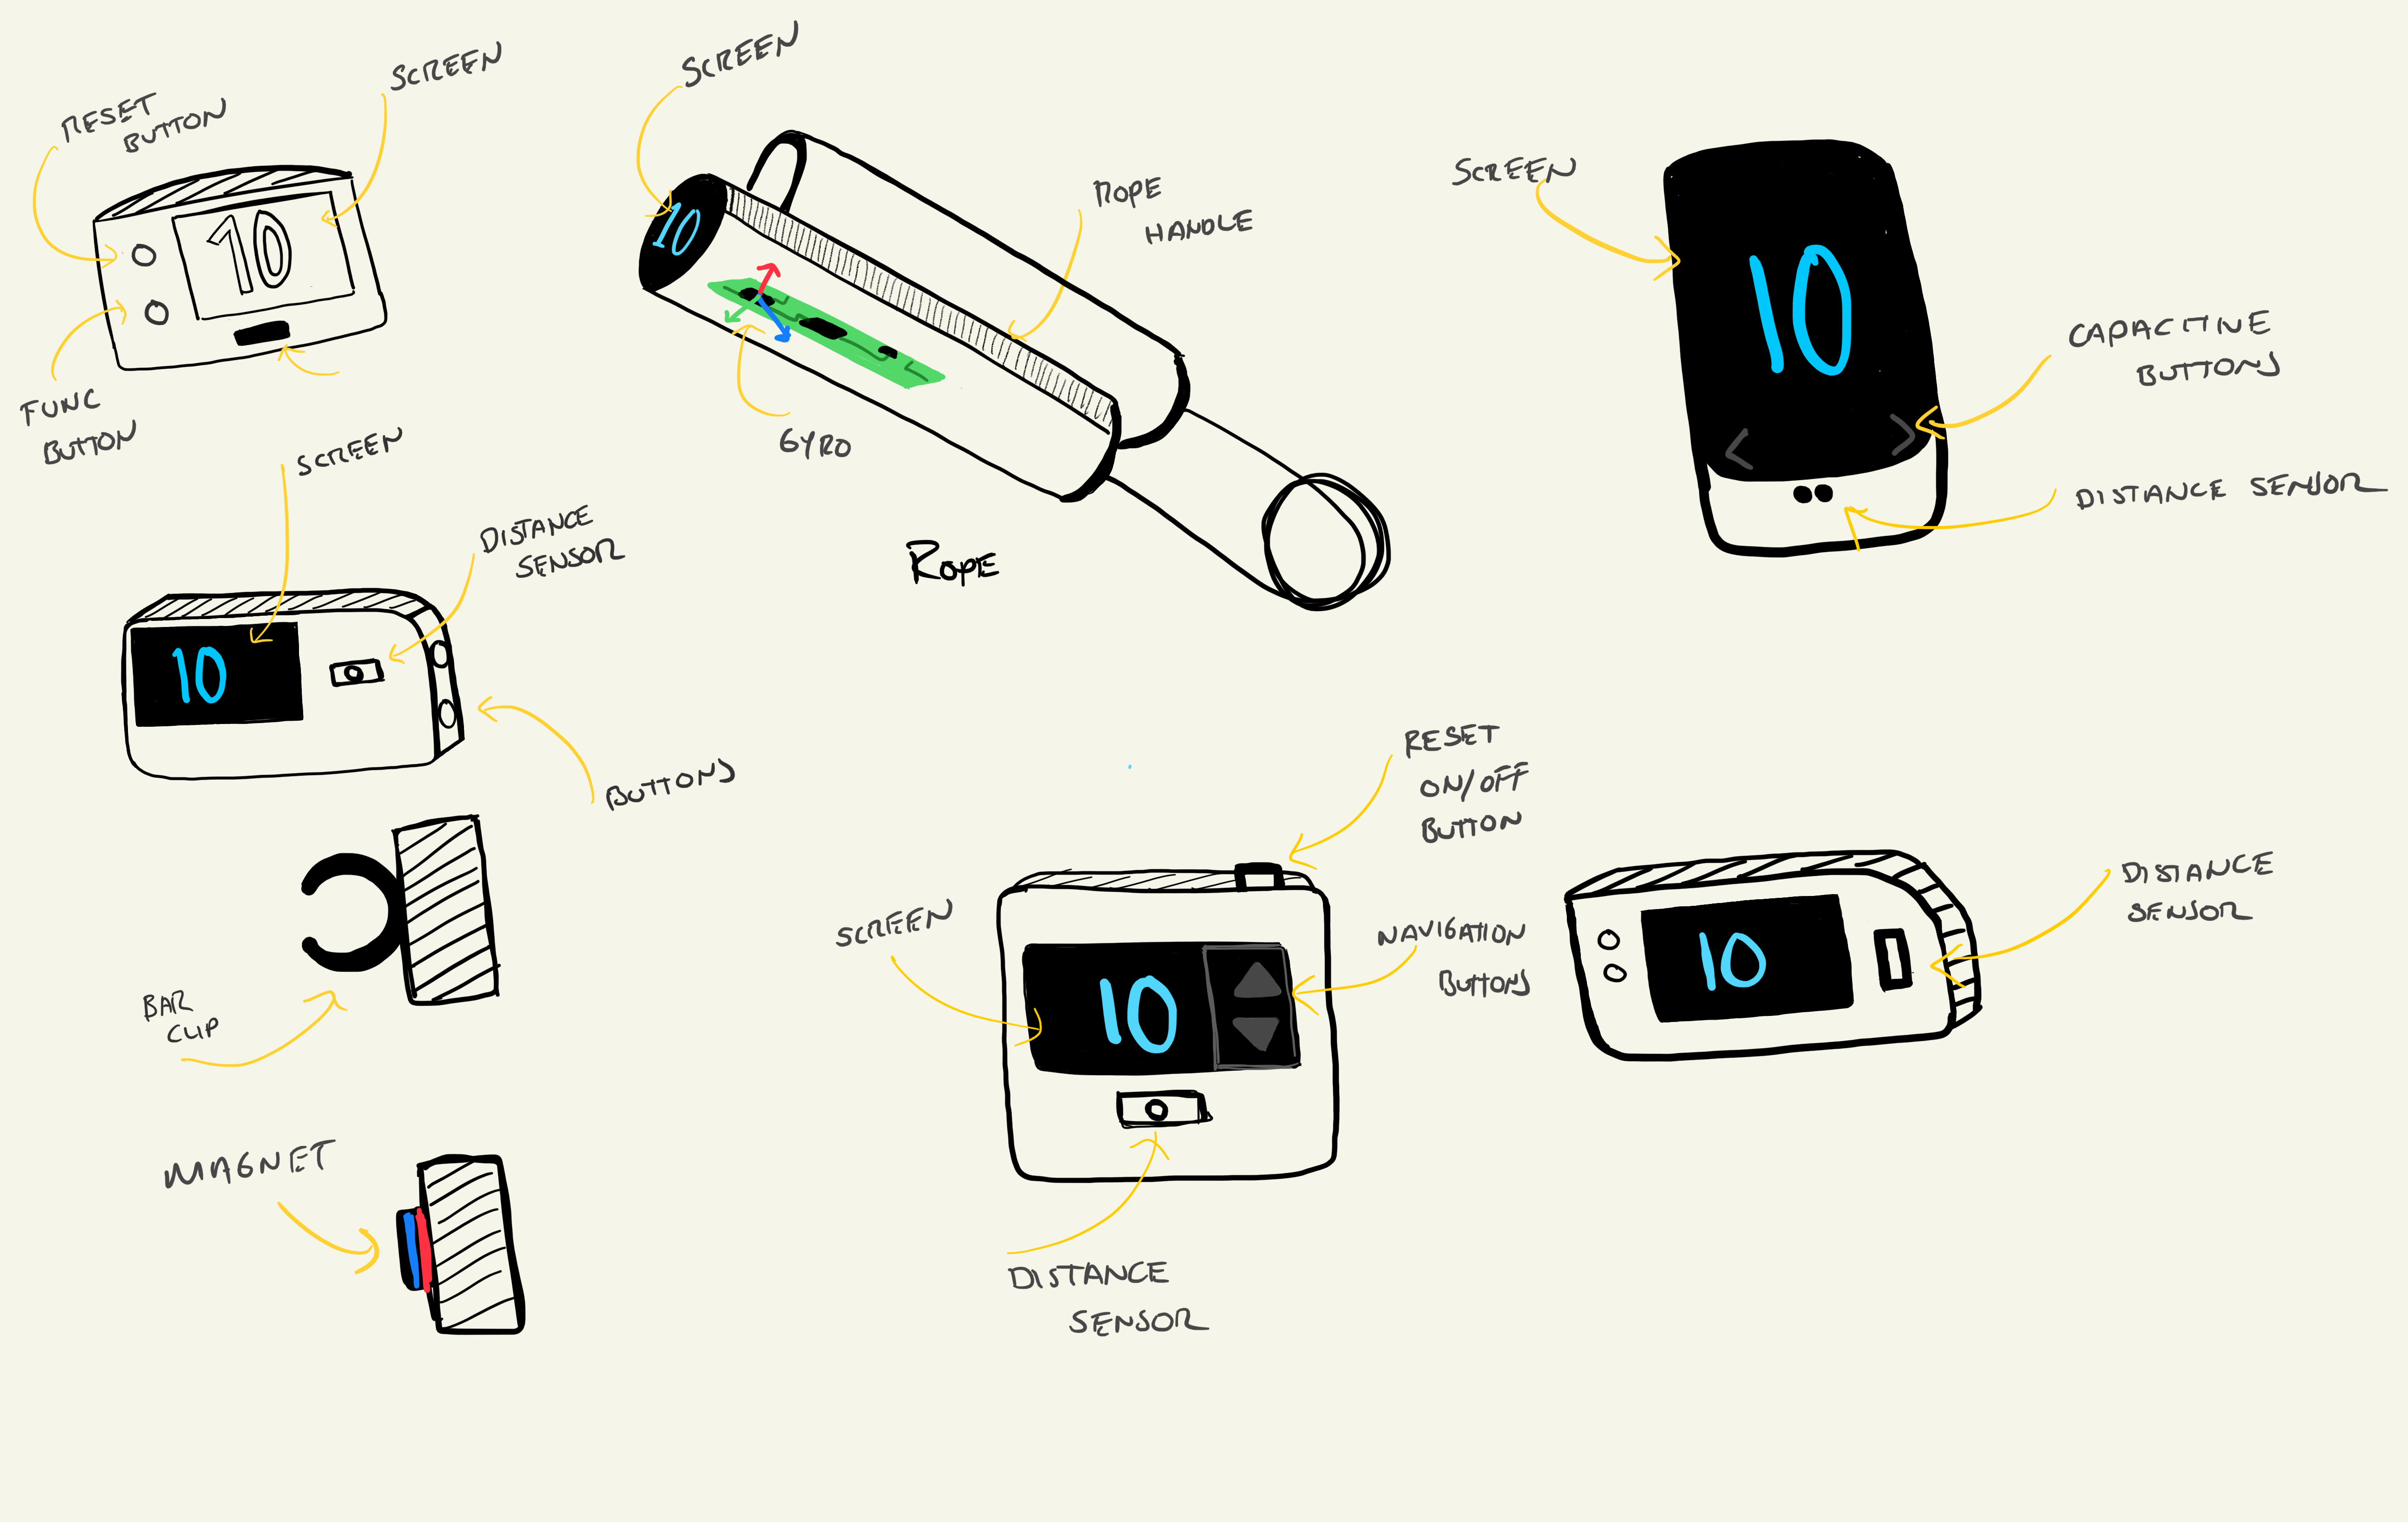 RESET
BUTTON
SCREEN
10
FUNC
BUTTON
SCREEN
10
ROPE
HANDLE
GYRO
ROPE
SCREEN
10
CAPACITIVE
BUTTONS
DISTANCE SENSOR
SCREEN
DISTANCE
SENSOR
10
BUTTONS
BAR
CLIP
MAGNET
RESET
ON/OFF
BUTTON
SCREEN
NAVIGATION
BUTTONS
10
DISTANCE
SENSOR
DISTANCE
SENSOR
10